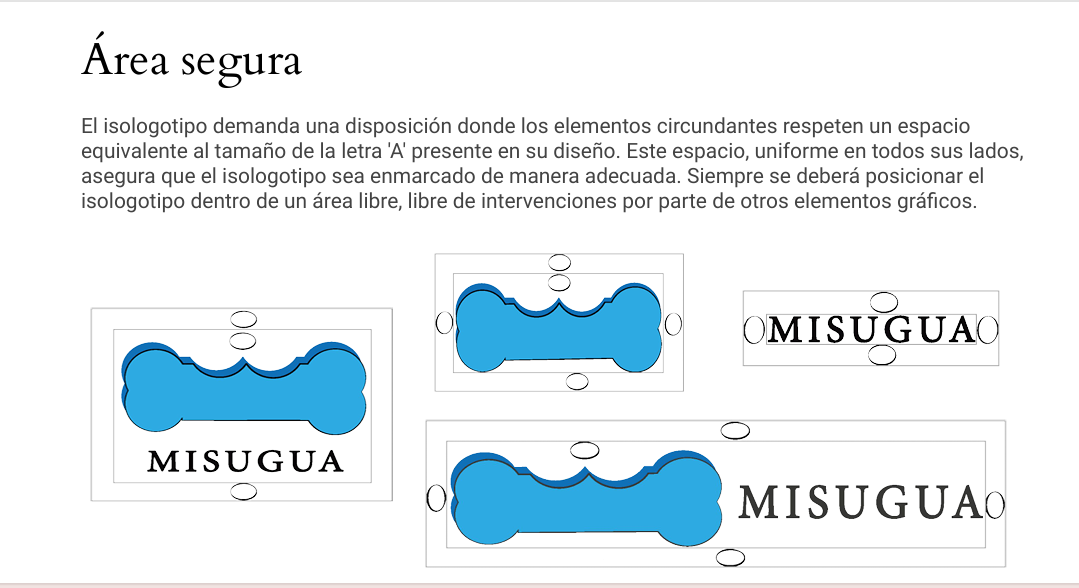 Área segura
El isologotipo demanda una disposición donde los elementos circundantes respeten un espacio
equivalente al tamaño de la letra 'A' presente en su diseño. Este espacio, uniforme en todos sus lados,
asegura que el isologotipo sea enmarcado de manera adecuada. Siempre se deberá posicionar el
isologotipo dentro de un área libre, libre de intervenciones por parte de otros elementos gráficos.
MISUGUA
MISUGUA
MISUGUA